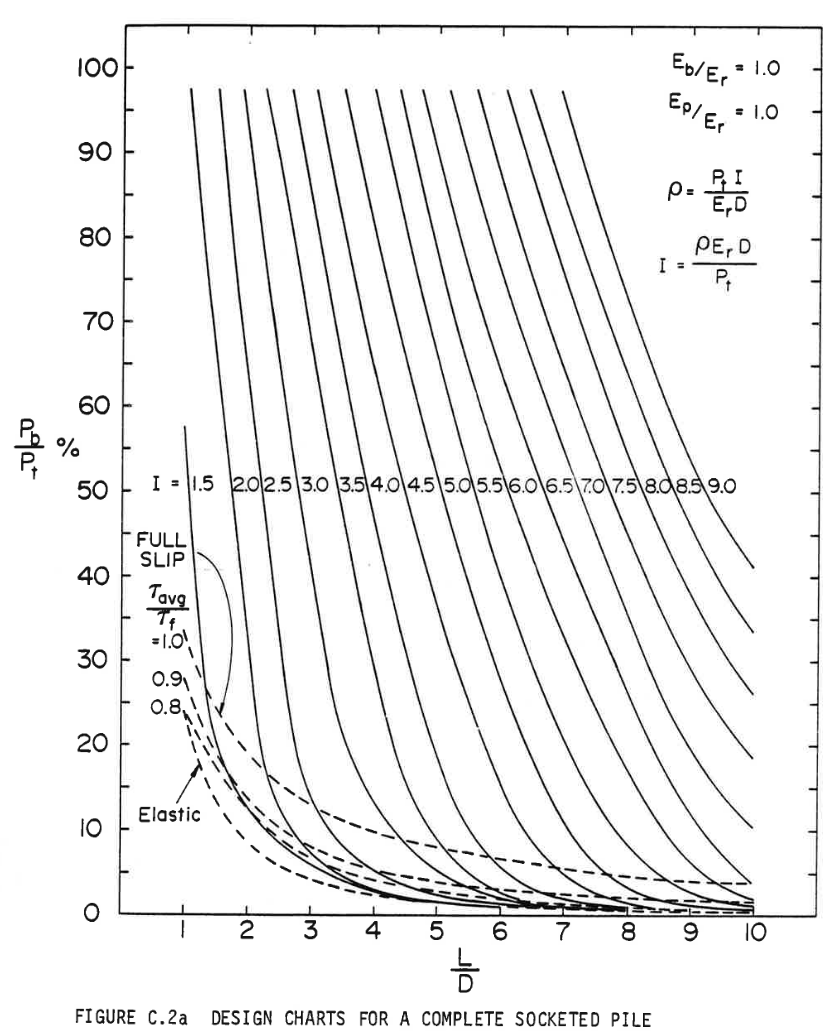 100
90
80
70
60
50
40
30
20
10
0
P_b/P_t %
E_b/E_r = 1.0
E_p/E_r = 1.0
ρ = P_t I / E_r D
I = ρ E_r D / P_t
I = 1.5 2.0 2.5 3.0 3.5 4.0 4.5 5.0 5.5 6.0 6.5 7.0 7.5 8.0 8.5 9.0
FULL
SLIP
τ_avg/τ_f
=1.0
0.9
0.8
Elastic
1 2 3 4 5 6 7 8 9 10
L/D
FIGURE C.2a DESIGN CHARTS FOR A COMPLETE SOCKETED PILE